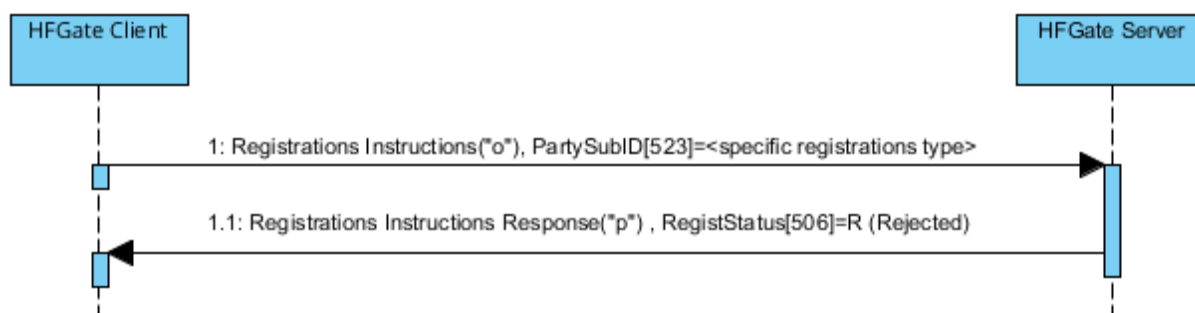 HFGate Client
HFGate Server
1: Registrations Instructions("o"), PartySubID[523]=<specific registrations type>
1.1: Registrations Instructions Response("p") , RegistStatus[506]=R (Rejected)